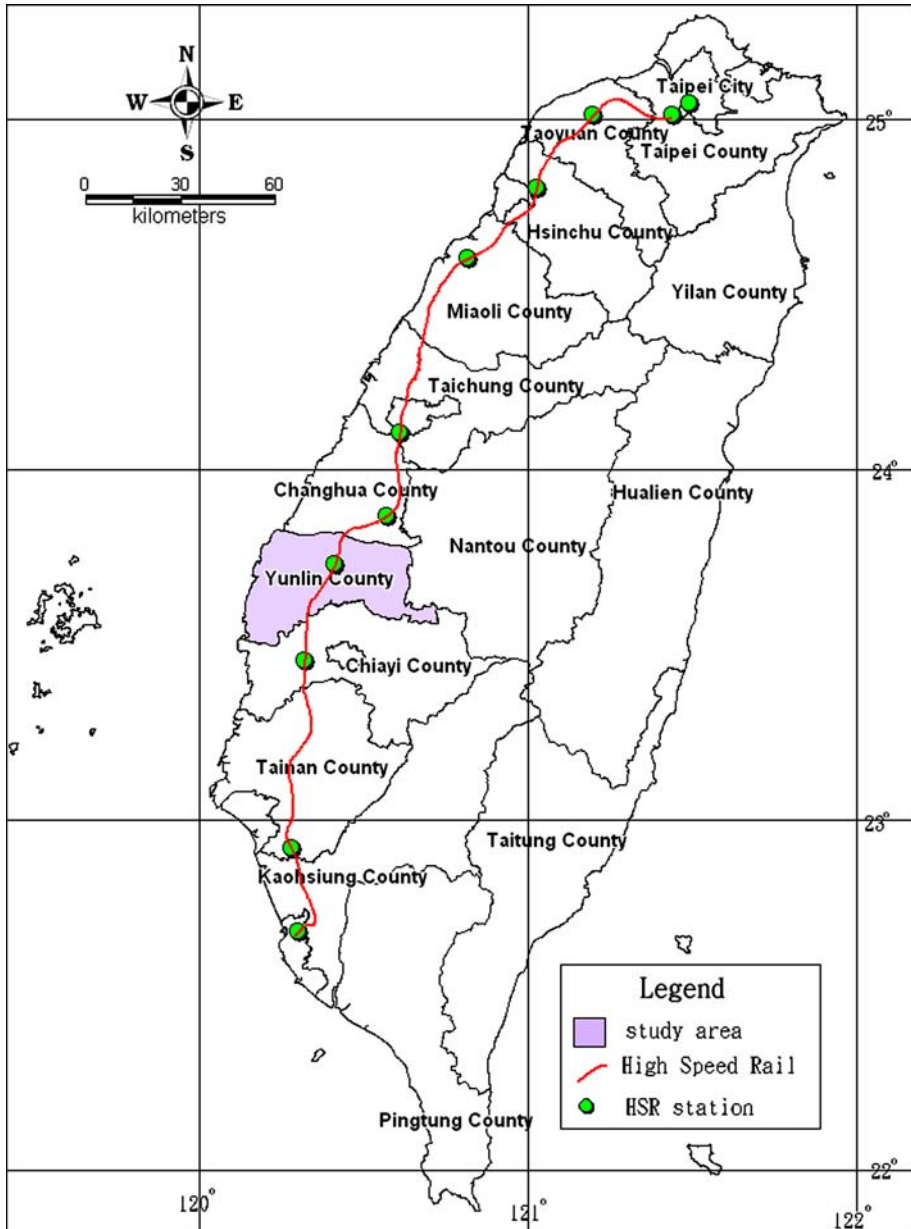 N
W E
S
0 30 60
kilometers
Taipei City
25°
Taoyuan County
Taipei County
Hsinchu County
Yilan County
Miaoli County
Taichung County
24°
Changhua County
Hualien County
Nantou County
Yunlin County
Chiayi County
Tainan County
23°
Taitung County
Kaohsiung County
Legend
study area
High Speed Rail
HSR station
Pingtung County
22°
120° 121° 122°